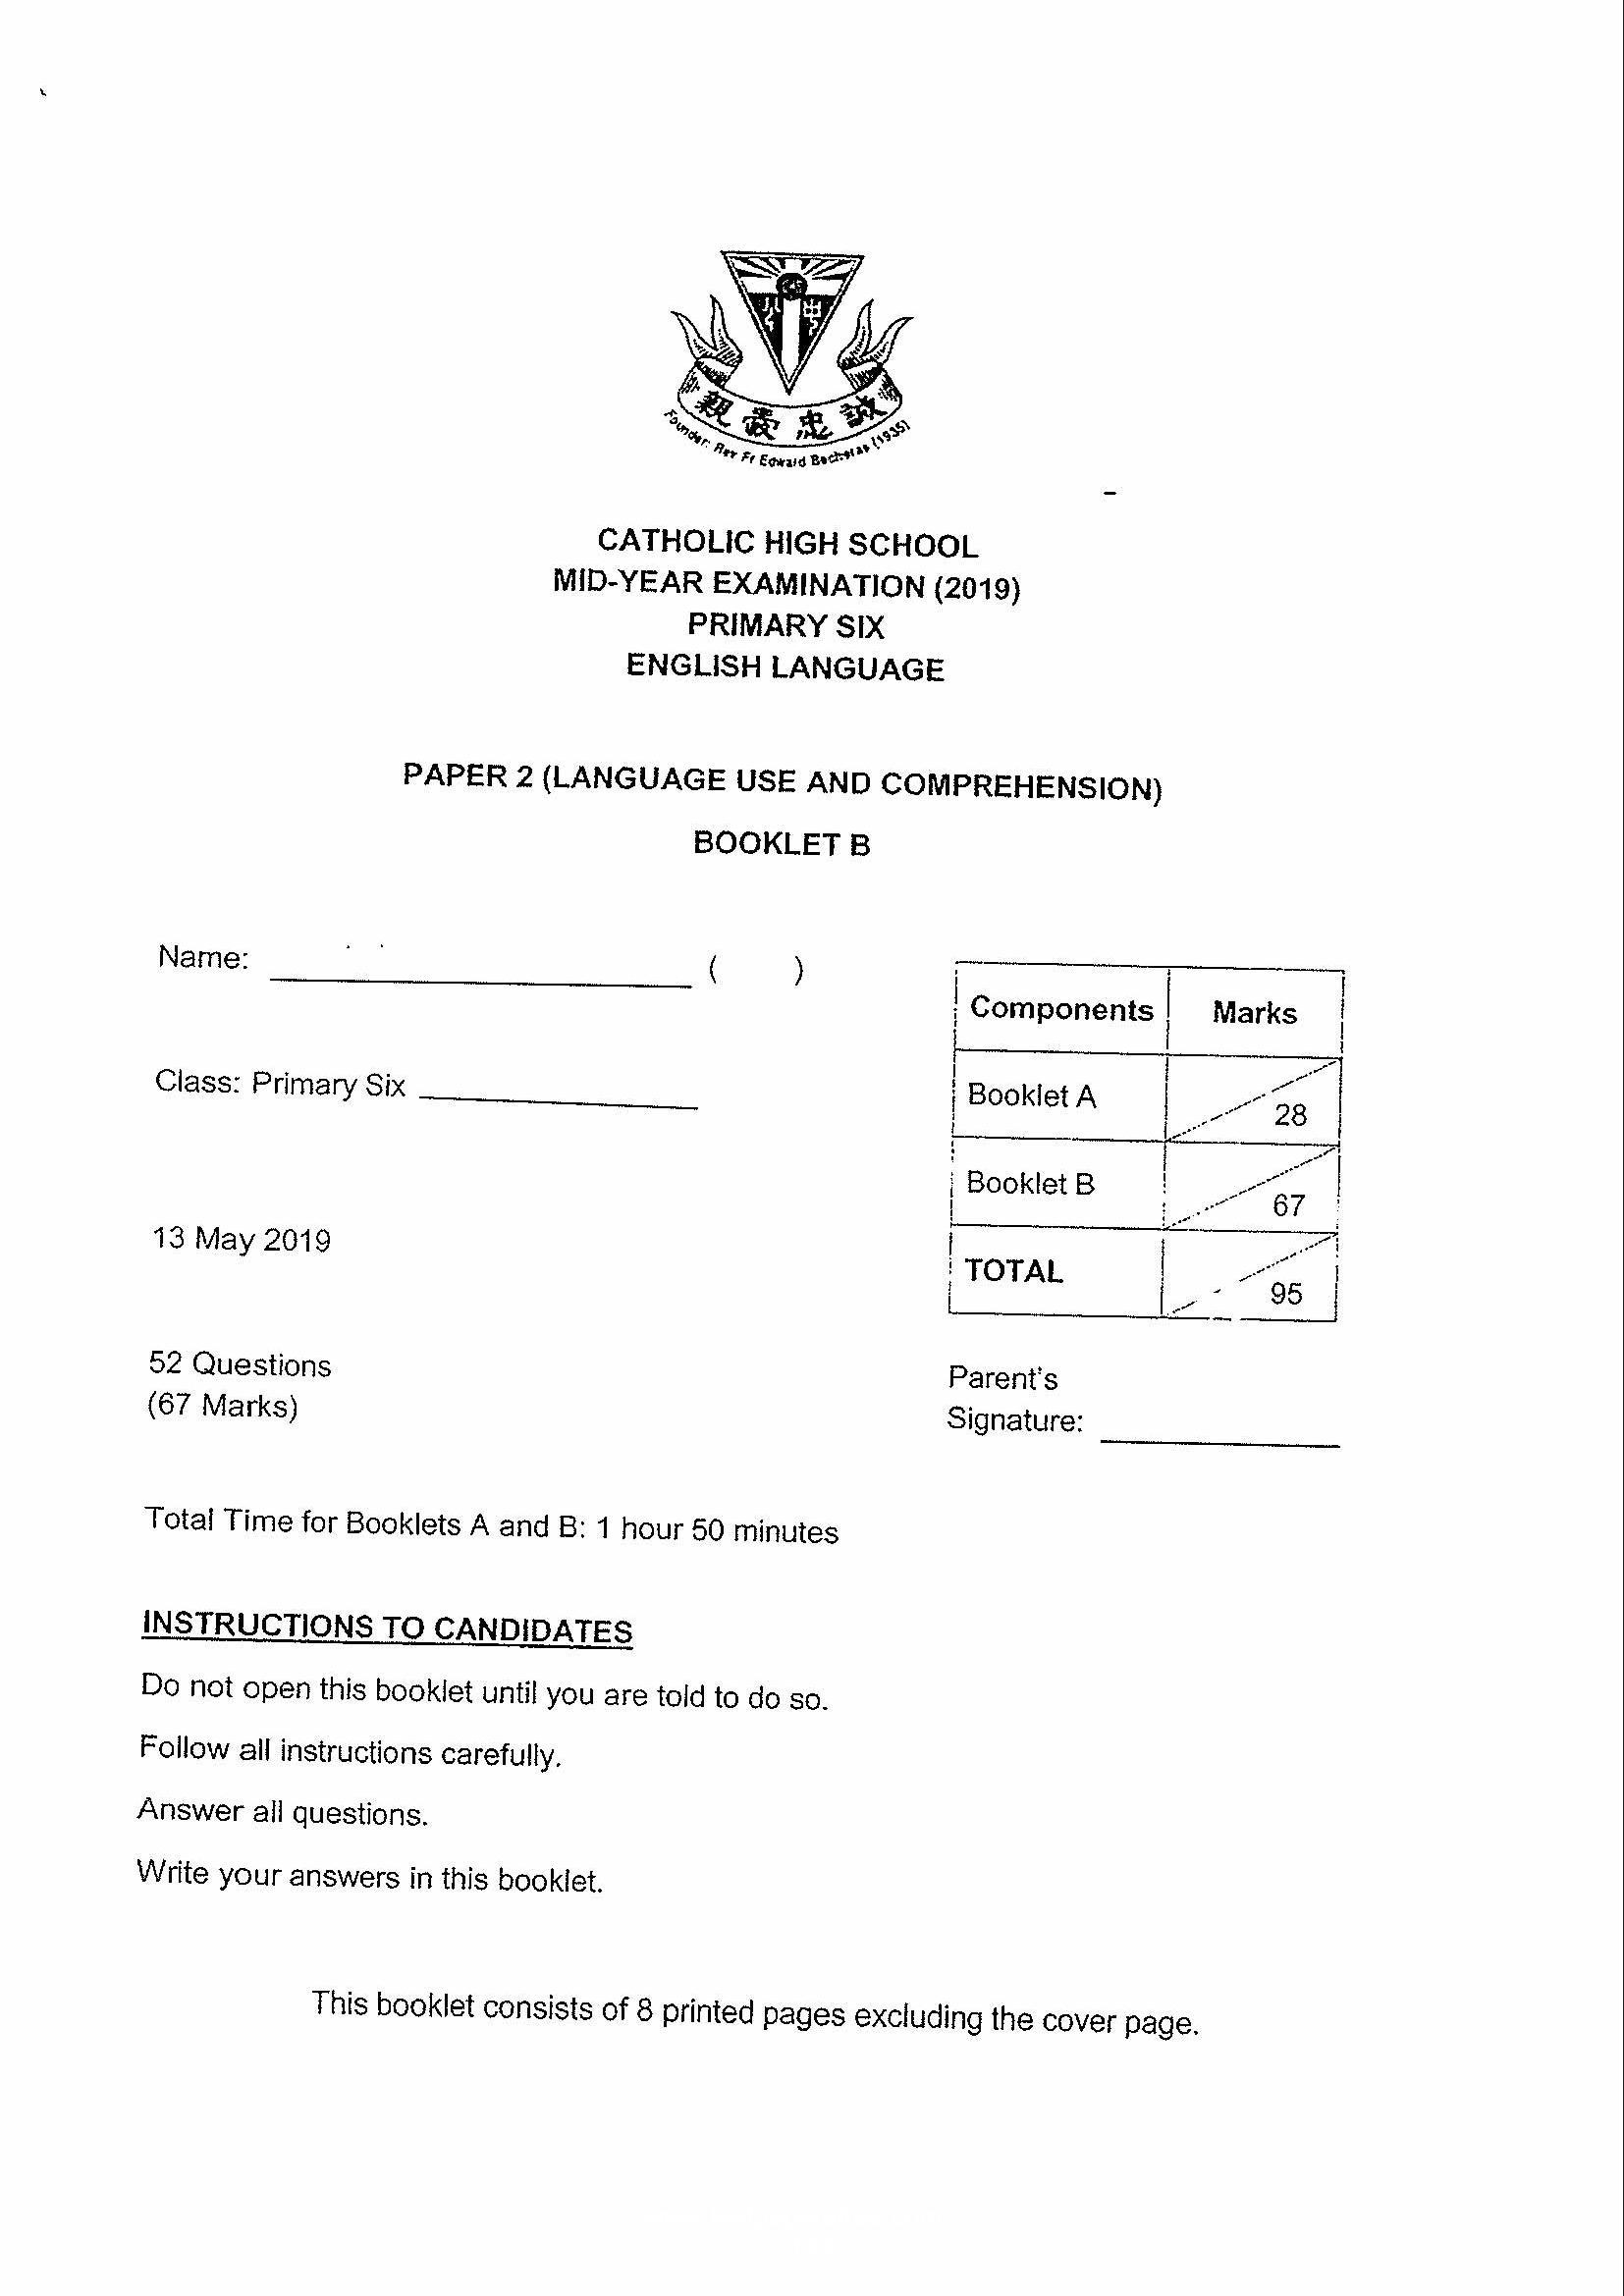 親愛忠誠
Founder: Rev Fr Edward Becheras (1935)
CATHOLIC HIGH SCHOOL
MID-YEAR EXAMINATION (2019)
PRIMARY SIX
ENGLISH LANGUAGE
PAPER 2 (LANGUAGE USE AND COMPREHENSION)
BOOKLET B
Name: ( )
Class: Primary Six
13 May 2019
52 Questions
(67 Marks)
Components Marks
Booklet A 28
Booklet B 67
TOTAL 95
Parent's
Signature:
Total Time for Booklets A and B: 1 hour 50 minutes
INSTRUCTIONS TO CANDIDATES
Do not open this booklet until you are told to do so.
Follow all instructions carefully.
Answer all questions.
Write your answers in this booklet.
This booklet consists of 8 printed pages excluding the cover page.